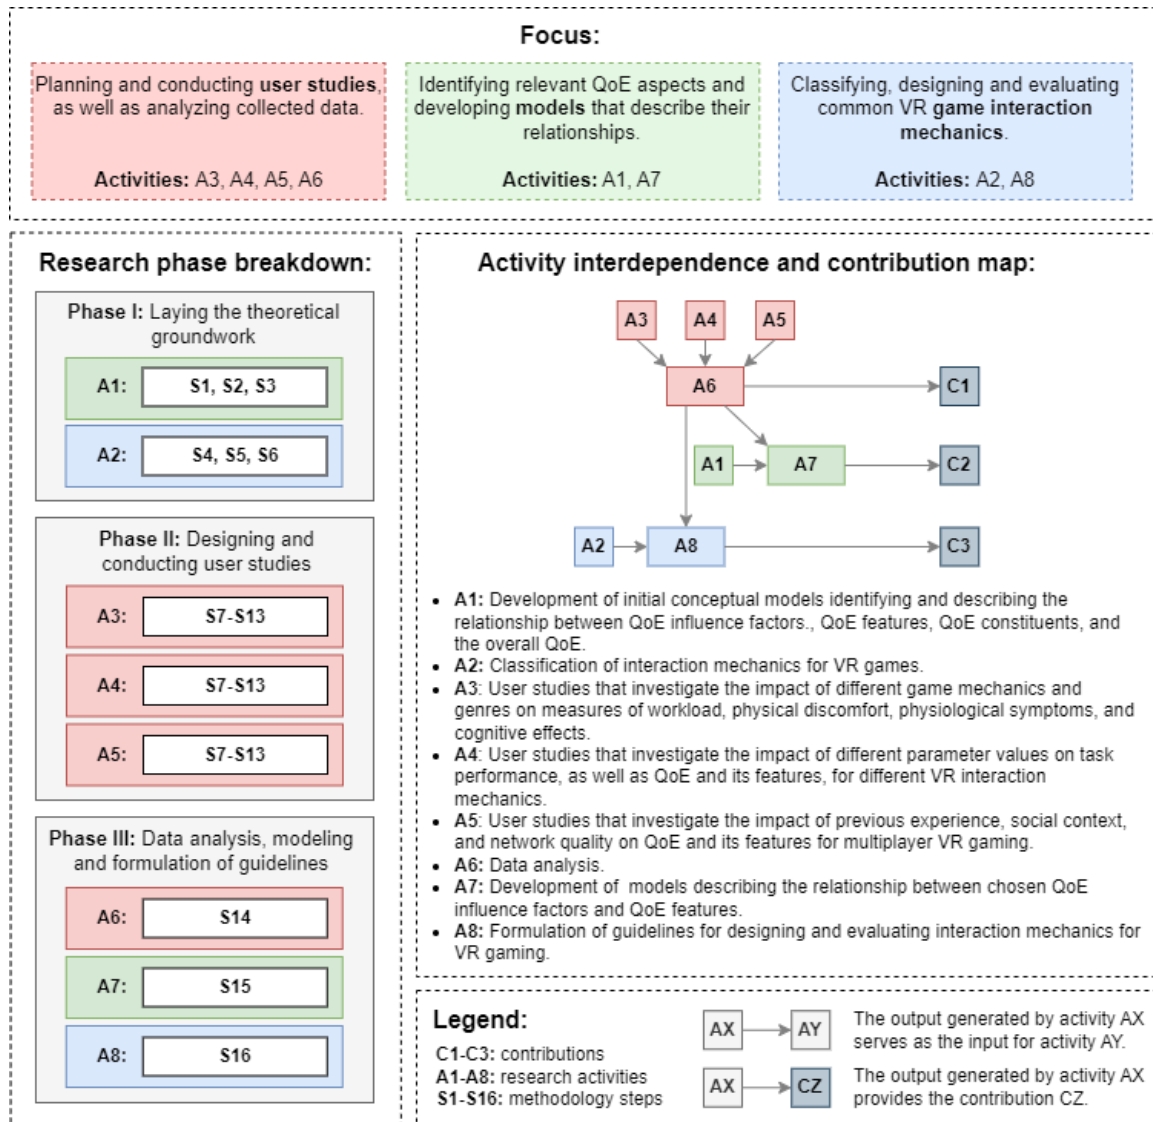 Focus:
Planning and conducting user studies,
as well as analyzing collected data.
Activities: A3, A4, A5, A6
Identifying relevant QoE aspects and
developing models that describe their
relationships.
Activities: A1, A7
Classifying, designing and evaluating
common VR game interaction
mechanics.
Activities: A2, A8
Research phase breakdown:
Phase I: Laying the theoretical
groundwork
A1:
S1, S2, S3
A2:
S4, S5, S6
Phase II: Designing and
conducting user studies
A3:
S7-S13
A4:
S7-S13
A5:
S7-S13
Phase III: Data analysis, modeling
and formulation of guidelines
A6:
S14
A7:
S15
A8:
S16
Activity interdependence and contribution map:
A3
A4
A5
A6
C1
A1
A7
C2
A2
A8
C3
• A1: Development of initial conceptual models identifying and describing the
relationship between QoE influence factors., QoE features, QoE constituents, and
the overall QoE.
• A2: Classification of interaction mechanics for VR games.
• A3: User studies that investigate the impact of different game mechanics and
genres on measures of workload, physical discomfort, physiological symptoms, and
cognitive effects.
• A4: User studies that investigate the impact of different parameter values on task
performance, as well as QoE and its features, for different VR interaction
mechanics.
• A5: User studies that investigate the impact of previous experience, social context,
and network quality on QoE and its features for multiplayer VR gaming.
• A6: Data analysis.
• A7: Development of models describing the relationship between chosen QoE
influence factors and QoE features.
• A8: Formulation of guidelines for designing and evaluating interaction mechanics for
VR gaming.
Legend:
C1-C3: contributions
A1-A8: research activities
S1-S16: methodology steps
AX
AY
The output generated by activity AX
serves as the input for activity AY.
AX
CZ
The output generated by activity AX
provides the contribution CZ.